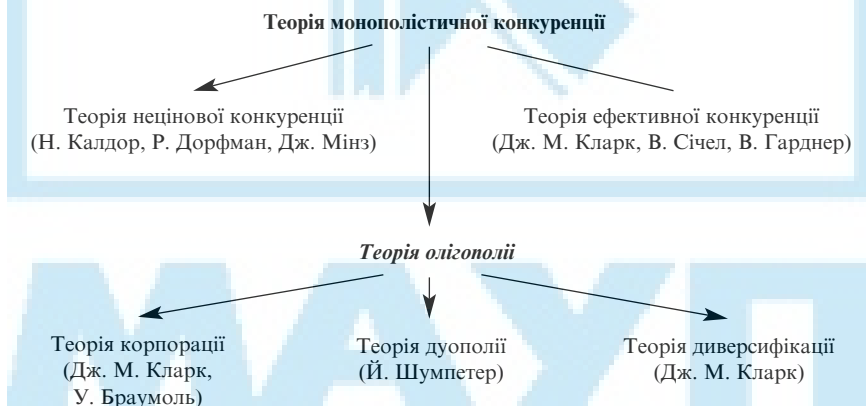 Теорія монополістичної конкуренції
Теорія нецінової конкуренції
(Н. Калдор, Р. Дорфман, Дж. Мінз)
Теорія ефективної конкуренції
(Дж. М. Кларк, В. Січел, В. Гарднер)
Теорія олігополії
Теорія корпорації
(Дж. М. Кларк,
У. Браумоль)
Теорія дуополії
(Й. Шумпетер)
Теорія диверсифікації
(Дж. М. Кларк)
МАУП